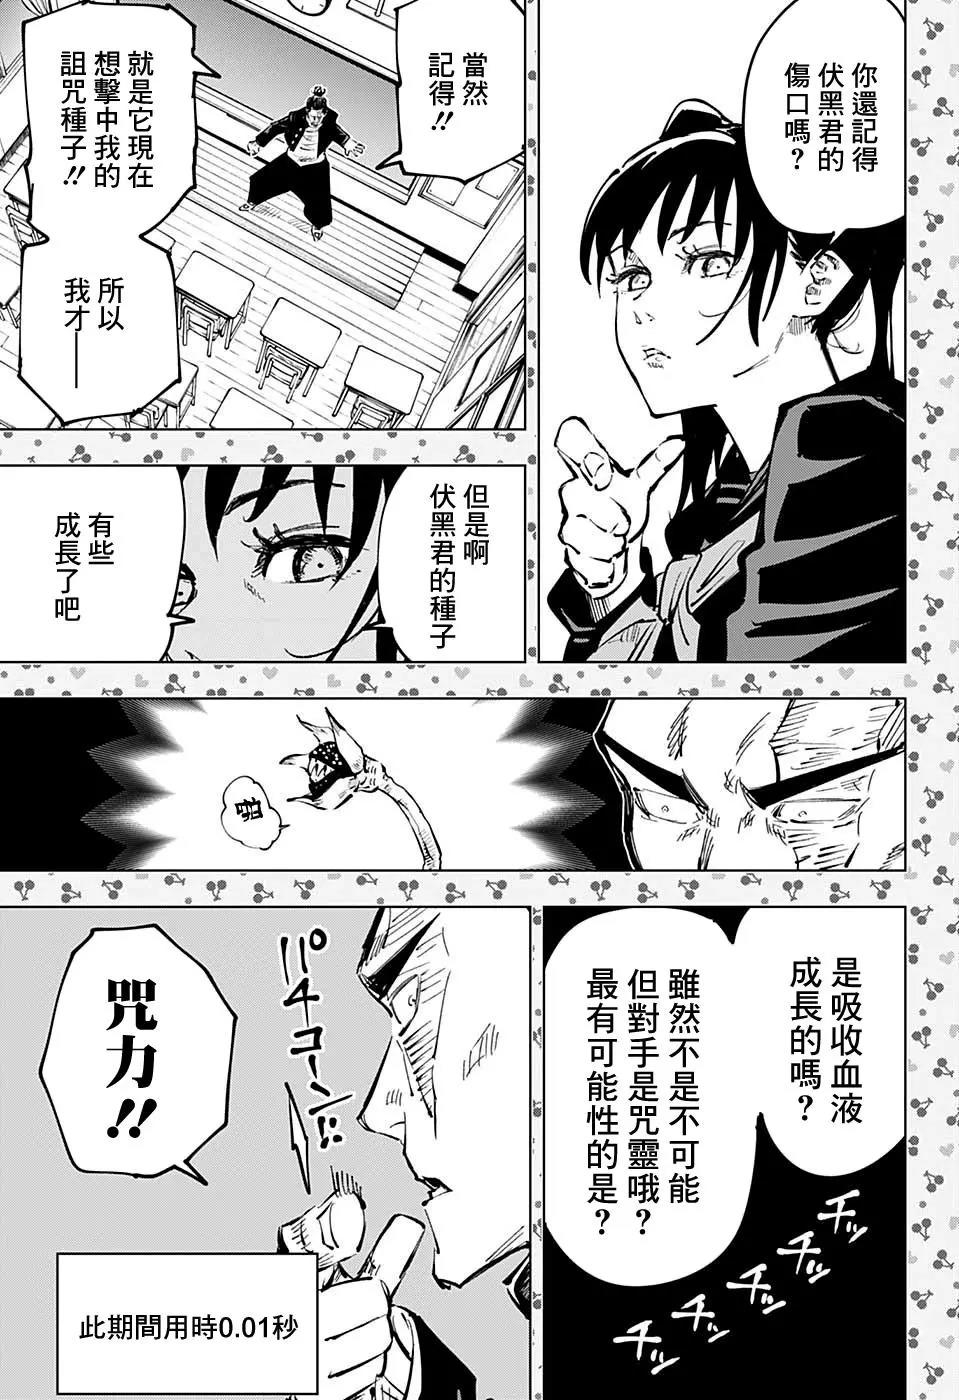 你還記得
伏黑君的
傷口嗎?
當然
記得!!
就是它現在
想擊中我的
詛咒種子!!
所以
我才──
但是啊
伏黑君的種子
有些
成長了吧
是吸收血液
成長的嗎?
雖然不是不可能
但對手是咒靈哦?
最有可能性的是?
チッ
チッ
チッ
チッ
パチコーン!!
咒力!!
此期間用時0.01秒